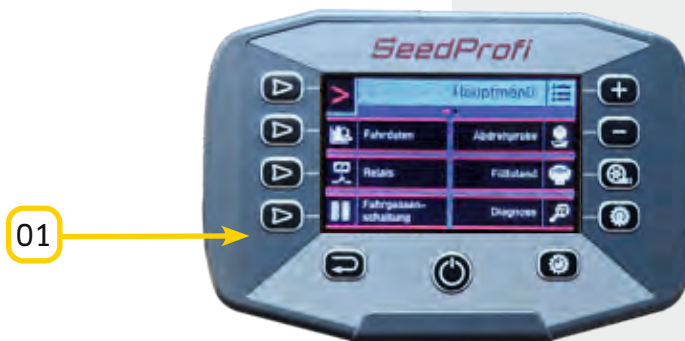 SeedProfi
Hauptmenü
Fahrdaten
Abdrehprobe
Relais
Füllstand
Fahrgassen-
schaltung
Diagnose
01